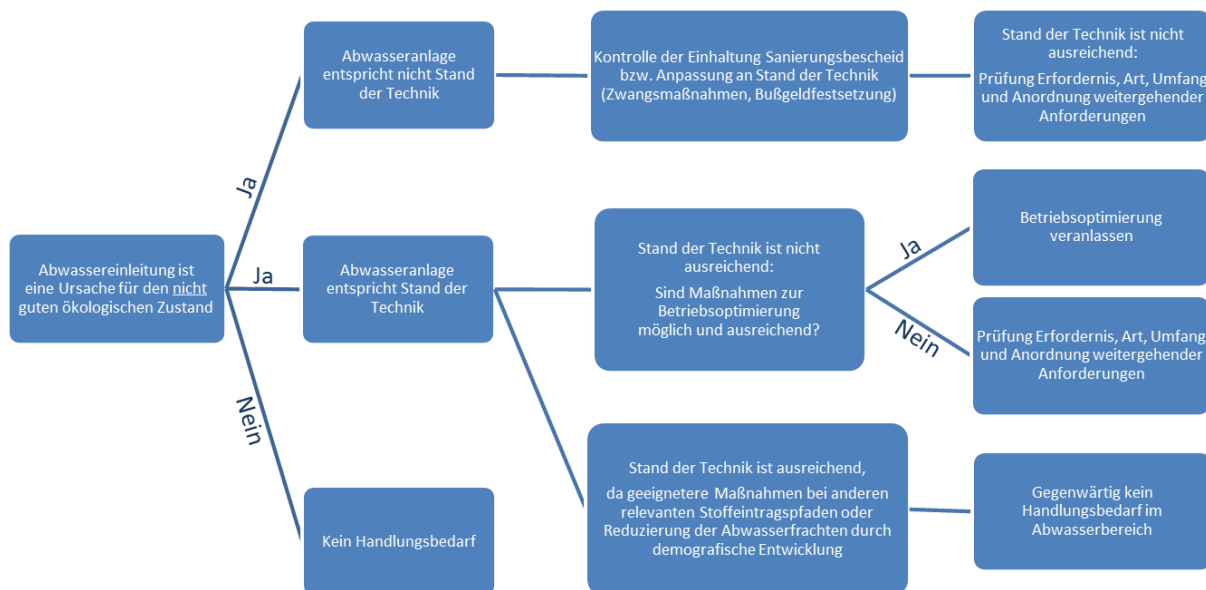 Abwassereinleitung ist
eine Ursache für den nicht
guten ökologischen Zustand
Ja
Abwasseranlage
entspricht nicht Stand
der Technik
Kontrolle der Einhaltung Sanierungsbescheid
bzw. Anpassung an Stand der Technik
(Zwangsmaßnahmen, Bußgeldfestsetzung)
Stand der Technik ist nicht
ausreichend:
Prüfung Erfordernis, Art, Umfang
und Anordnung weitergehender
Anforderungen
Ja
Abwasseranlage
entspricht Stand der
Technik
Stand der Technik ist nicht
ausreichend:
Sind Maßnahmen zur
Betriebsoptimierung
möglich und ausreichend?
Ja
Betriebsoptimierung
veranlassen
Nein
Prüfung Erfordernis, Art, Umfang
und Anordnung weitergehender
Anforderungen
Stand der Technik ist ausreichend,
da geeignetere Maßnahmen bei anderen
relevanten Stoffeintragspfaden oder
Reduzierung der Abwasserfrachten durch
demografische Entwicklung
Gegenwärtig kein
Handlungsbedarf im
Abwasserbereich
Nein
Kein Handlungsbedarf